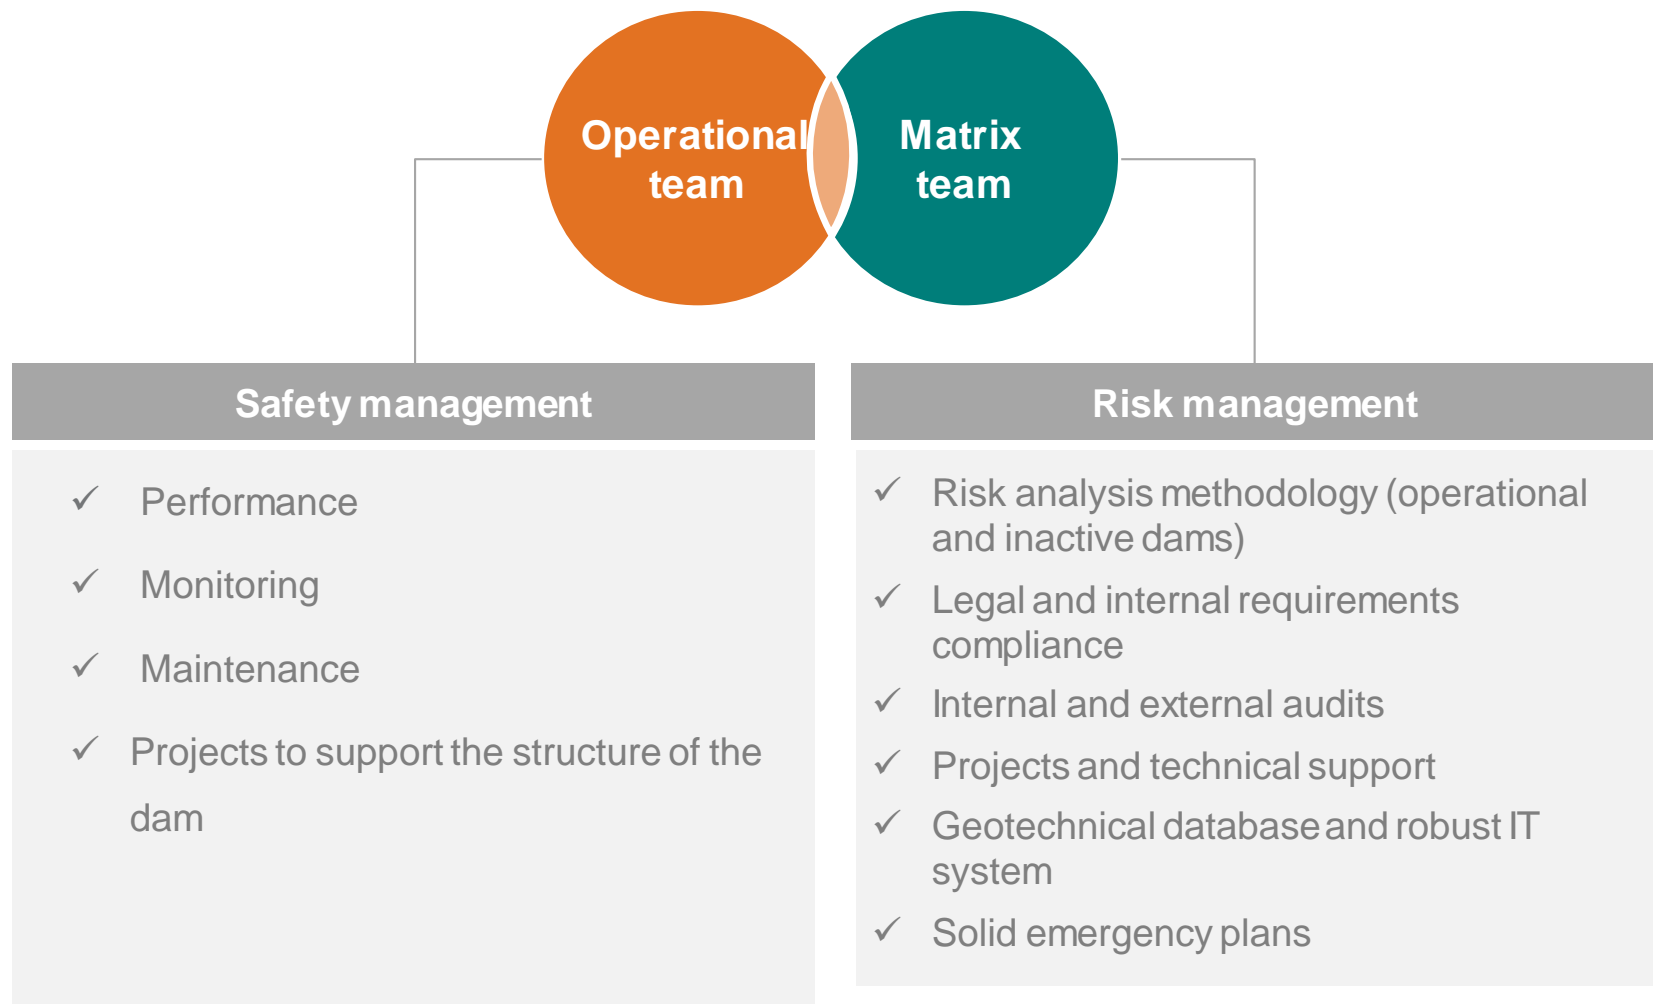 Operational
team
Matrix
team
Safety management
✓ Performance
✓ Monitoring
✓ Maintenance
✓ Projects to support the structure of the
dam
Risk management
✓ Risk analysis methodology (operational
and inactive dams)
✓ Legal and internal requirements
compliance
✓ Internal and external audits
✓ Projects and technical support
✓ Geotechnical database and robust IT
system
✓ Solid emergency plans